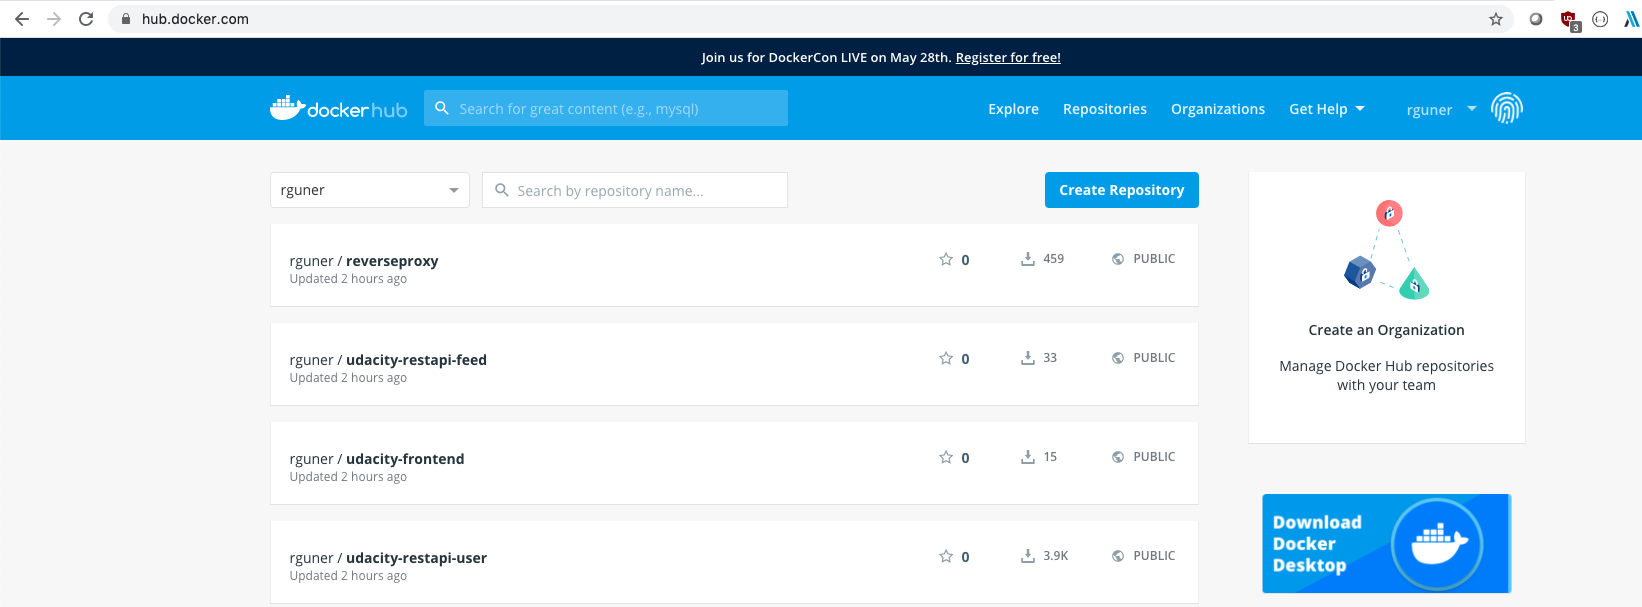 hub.docker.com
3
Join us for DockerCon LIVE on May 28th. Register for free!
dockerhub
Search for great content (e.g., mysql)
Explore
Repositories
Organizations
Get Help
rguner
rguner
Search by repository name...
Create Repository
rguner / reverseproxy
Updated 2 hours ago
0
459
PUBLIC
rguner / udacity-restapi-feed
Updated 2 hours ago
0
33
PUBLIC
rguner / udacity-frontend
Updated 2 hours ago
0
15
PUBLIC
rguner / udacity-restapi-user
Updated 2 hours ago
0
3.9K
PUBLIC
Create an Organization
Manage Docker Hub repositories
with your team
Download
Docker
Desktop